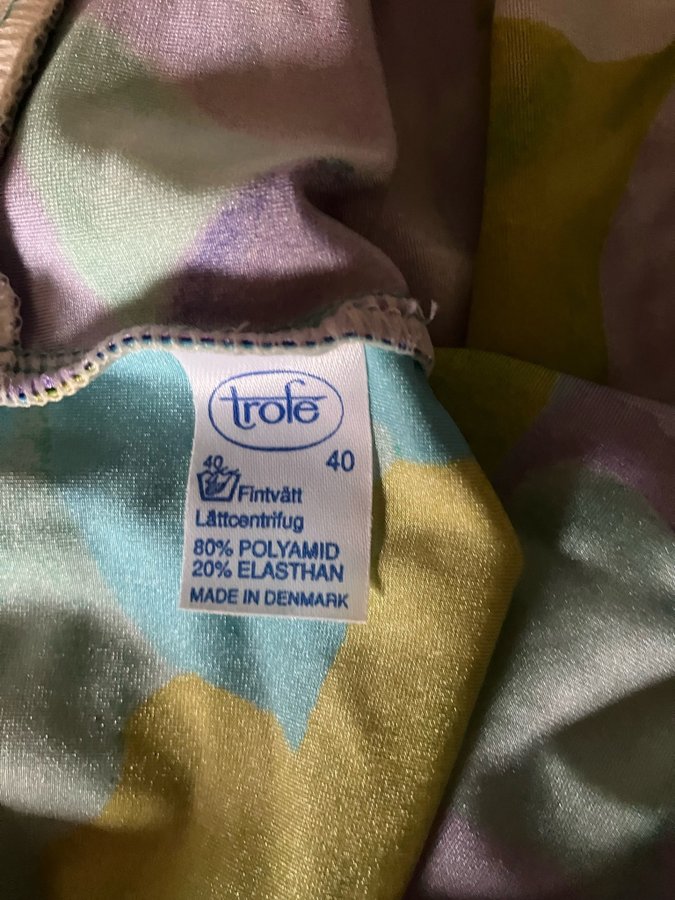 trofé
40
40
Fintvätt
Lättcentrifug
80% POLYAMID
20% ELASTHAN
MADE IN DENMARK